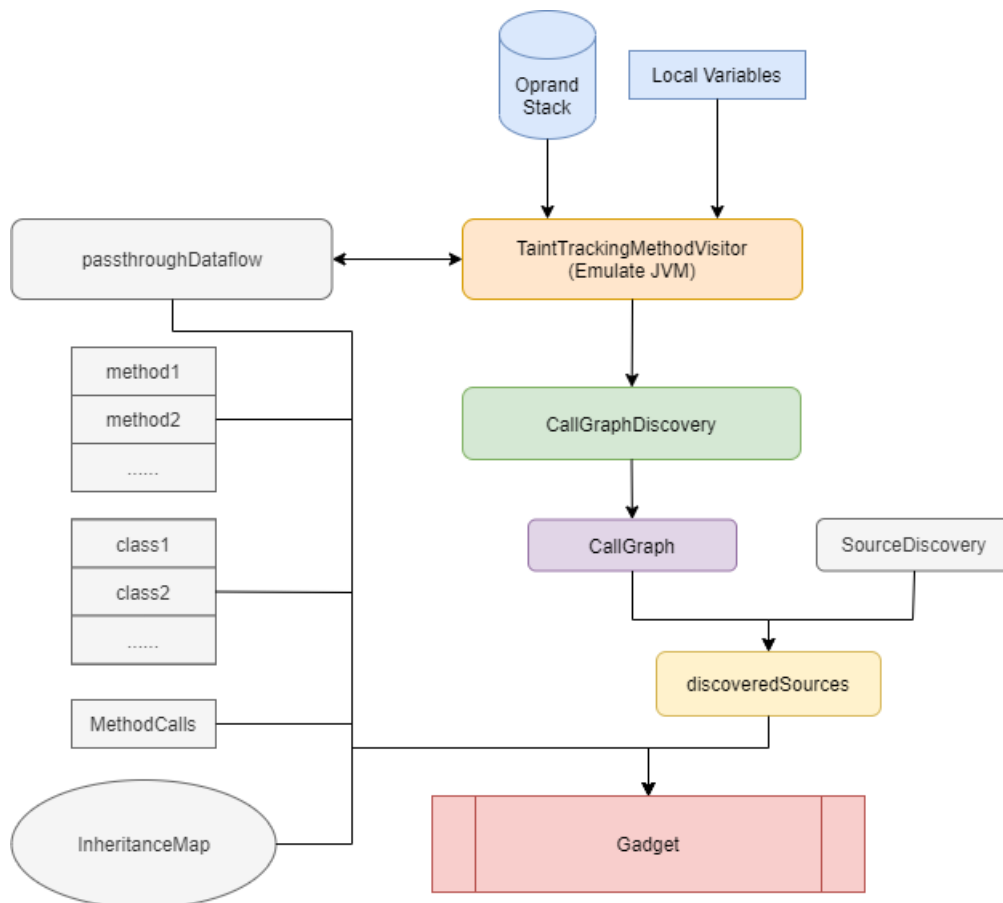 Oprand
Stack
Local Variables
passthroughDataflow
TaintTrackingMethodVisitor
(Emulate JVM)
method1
method2
......
CallGraphDiscovery
class1
class2
......
CallGraph
SourceDiscovery
discoveredSources
MethodCalls
InheritanceMap
Gadget